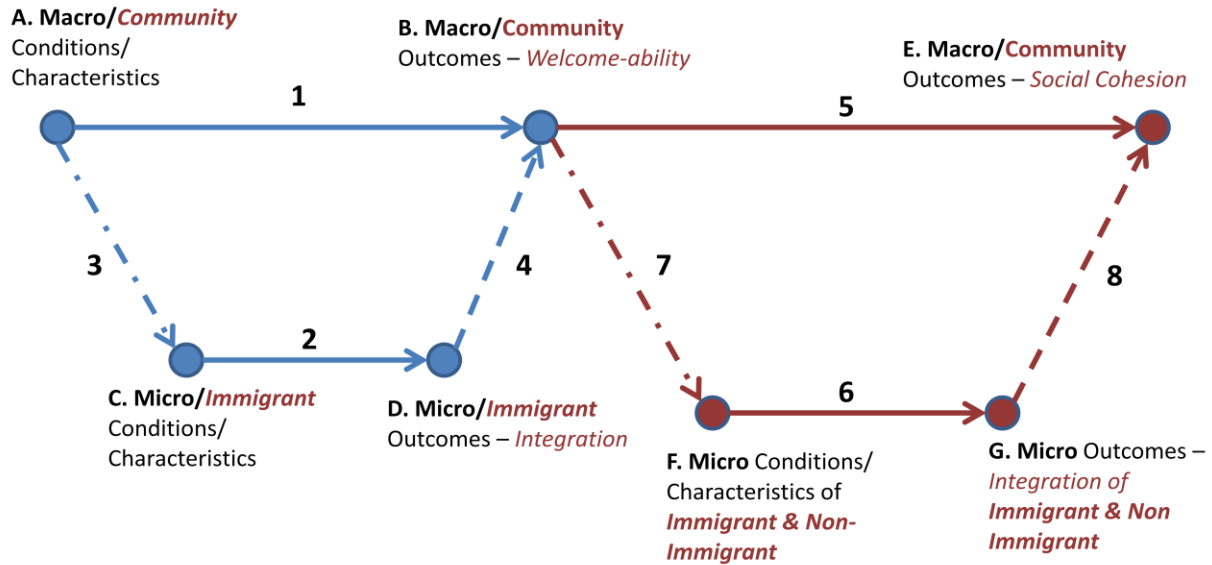 A. Macro/Community
Conditions/
Characteristics
B. Macro/Community
Outcomes – Welcome-ability
E. Macro/Community
Outcomes – Social Cohesion
1
5
3
4
7
8
2
6
C. Micro/Immigrant
Conditions/
Characteristics
D. Micro/Immigrant
Outcomes – Integration
F. Micro Conditions/
Characteristics of
Immigrant & Non-
Immigrant
G. Micro Outcomes –
Integration of
Immigrant & Non
Immigrant